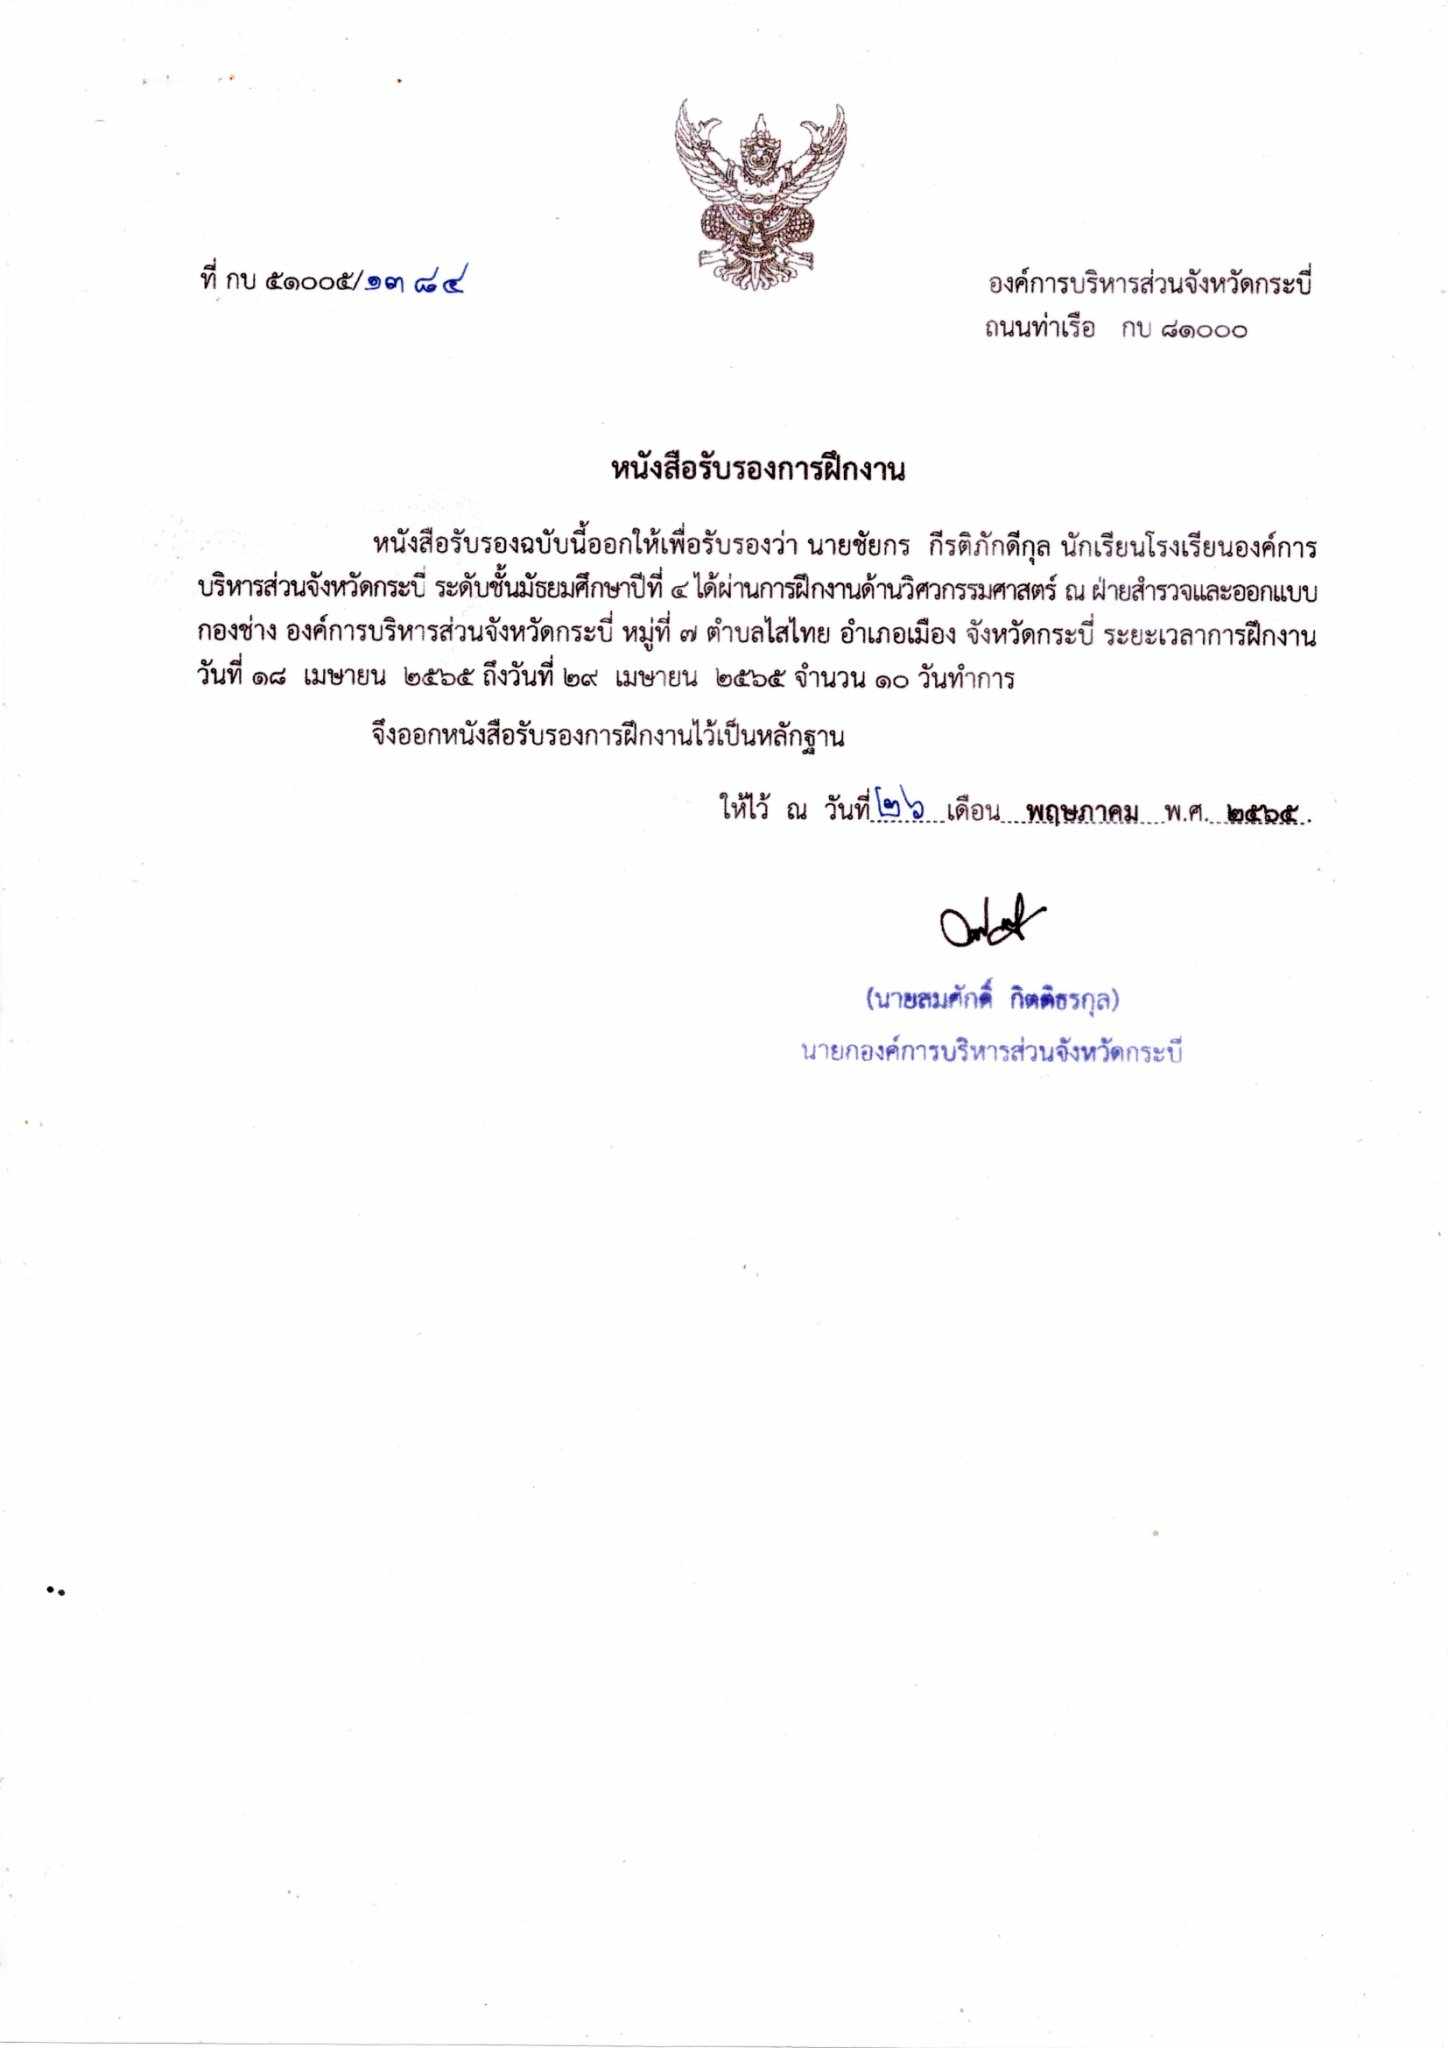 ที่ กบ ๕๑๐๐๕/๑๓๘๔
องค์การบริหารส่วนจังหวัดกระบี่
ถนนท่าเรือ กบ ๘๑๐๐๐
หนังสือรับรองการฝึกงาน
หนังสือรับรองฉบับนี้ออกให้เพื่อรับรองว่า นายชัยกร กีรติภักดีกุล นักเรียนโรงเรียนองค์การ
บริหารส่วนจังหวัดกระบี่ ระดับชั้นมัธยมศึกษาปีที่ ๔ ได้ผ่านการฝึกงานด้านวิศวกรรมศาสตร์ ณ ฝ่ายสำรวจและออกแบบ
กองช่าง องค์การบริหารส่วนจังหวัดกระบี่ หมู่ที่ ๗ ตำบลไสไทย อำเภอเมือง จังหวัดกระบี่ ระยะเวลาการฝึกงาน
วันที่ ๑๘ เมษายน ๒๕๖๕ ถึงวันที่ ๒๙ เมษายน ๒๕๖๕ จำนวน ๑๐ วันทำการ
จึงออกหนังสือรับรองการฝึกงานไว้เป็นหลักฐาน
ให้ไว้ ณ วันที่ ๒๖ เดือน พฤษภาคม พ.ศ. ๒๕๖๕
(นายสมศักดิ์ กิตติธรกุล)
นายกองค์การบริหารส่วนจังหวัดกระบี่